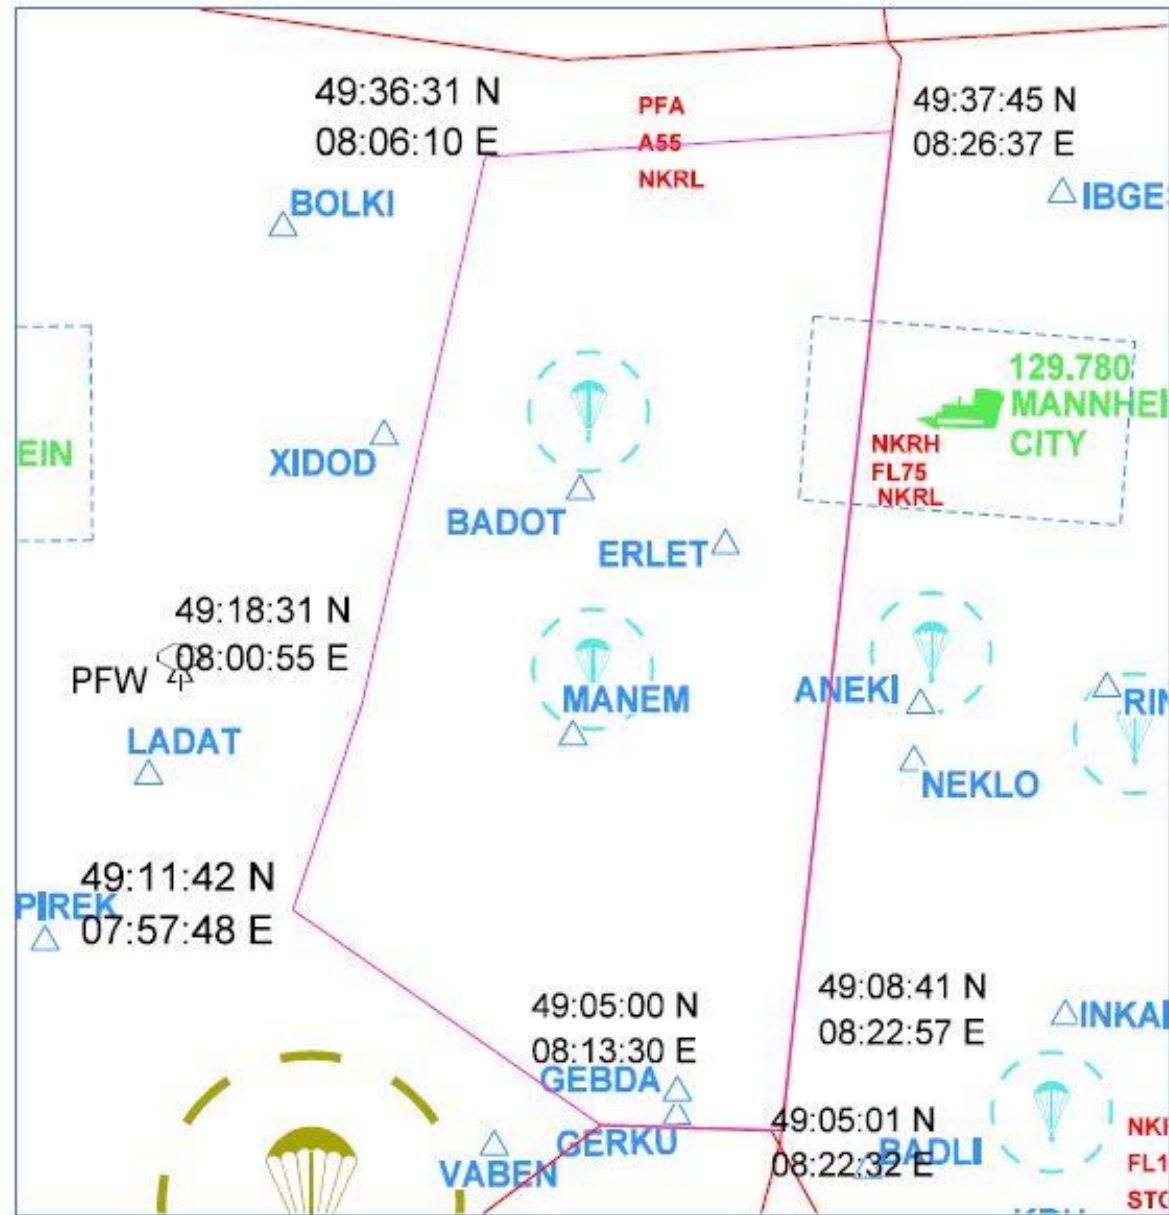 49:36:31 N
08:06:10 E
PFA
A55
NKRL
49:37:45 N
08:26:37 E
BOLKI
IBGES
129.780
MANNHEI
CITY
EIN
XIDOD
NKRH
FL75
NKRL
BADOT
ERLET
49:18:31 N
08:00:55 E
PFW
MANEM
ANEKI
RIN
LADAT
NEKLO
49:11:42 N
PIREK
07:57:48 E
49:05:00 N
08:13:30 E
49:08:41 N
08:22:57 E
INKA
GEBDA
GERKU
49:05:01 N
08:22:32 E
BADLI
VABEN
FL1